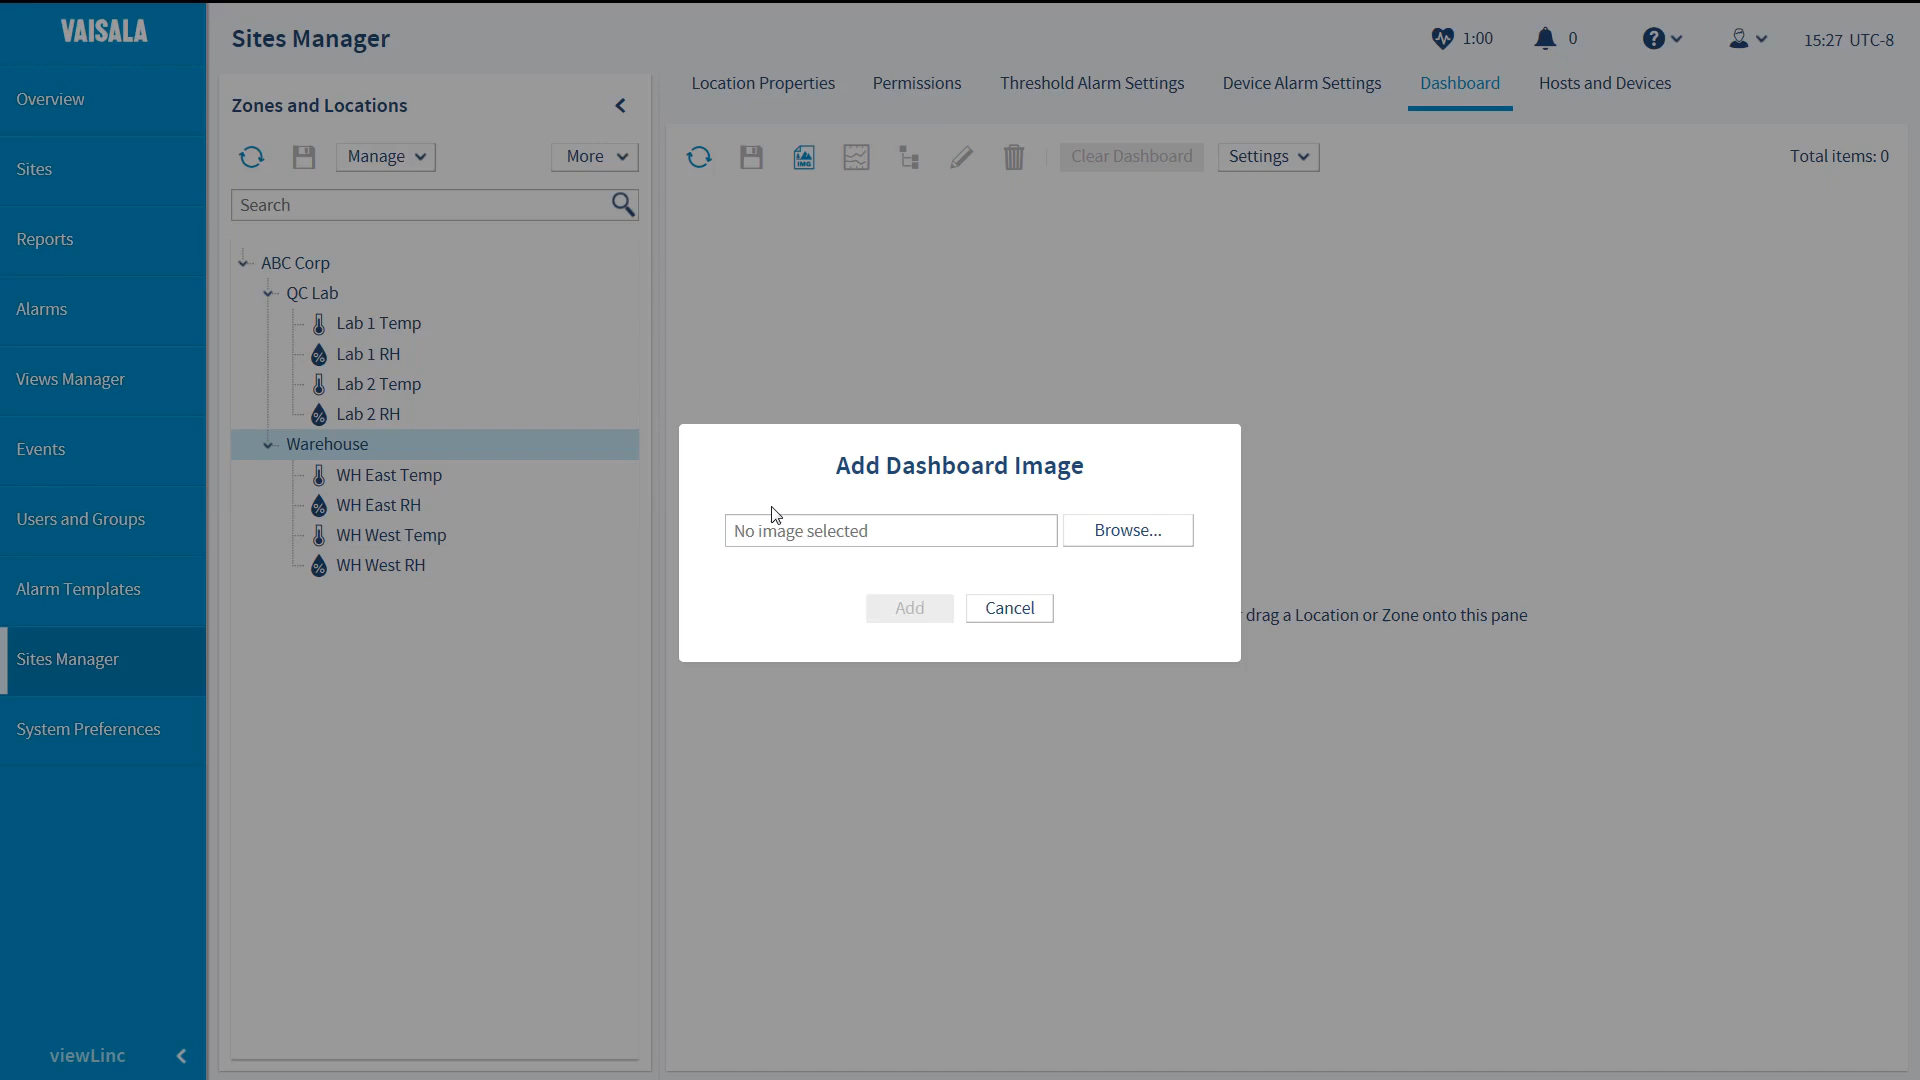 VAISALA
Overview
Sites
Reports
Alarms
Views Manager
Events
Users and Groups
Alarm Templates
Sites Manager
System Preferences
viewLinc
Sites Manager
1:00
0
?
15:27 UTC-8
Zones and Locations
Manage
More
Search
ABC Corp
QC Lab
Lab 1 Temp
% Lab 1 RH
Lab 2 Temp
% Lab 2 RH
Warehouse
WH East Temp
% WH East RH
WH West Temp
% WH West RH
Location Properties
Permissions
Threshold Alarm Settings
Device Alarm Settings
Dashboard
Hosts and Devices
IMG
Clear Dashboard
Settings
Total items: 0
drag a Location or Zone onto this pane
Add Dashboard Image
No image selected
Browse...
Add
Cancel